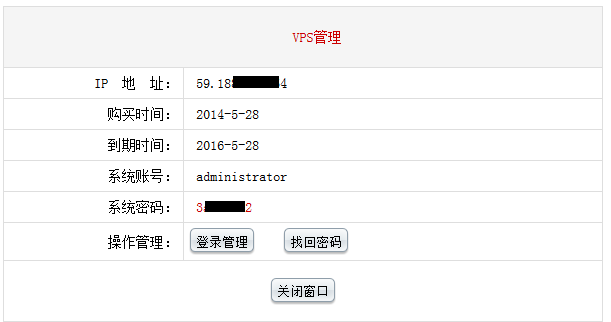 VPS管理
IP 地 址： 59.18 4
购买时间： 2014-5-28
到期时间： 2016-5-28
系统账号： administrator
系统密码： 3 2
操作管理： 登录管理 找回密码
关闭窗口